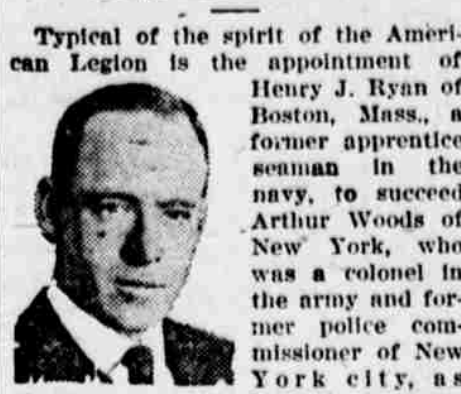 Typical of the spirit of the Ameri-
can Legion is the appointment of
Henry J. Ryan of
Boston, Mass., a
former apprentice
seaman in the
navy, to succeed
Arthur Woods of
New York, who
was a colonel in
the army and for-
mer police com-
missioner of New
York city, as